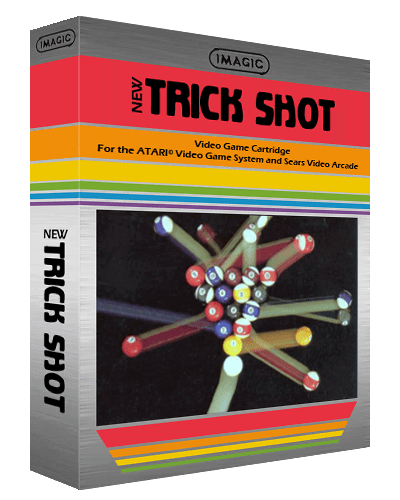 IMAGIC
IMAGIC
NEW
TRICK SHOT
Video Game Cartridge
For the ATARI® Video Game System and Sears Video Arcade
NEW
TRICK SHOT